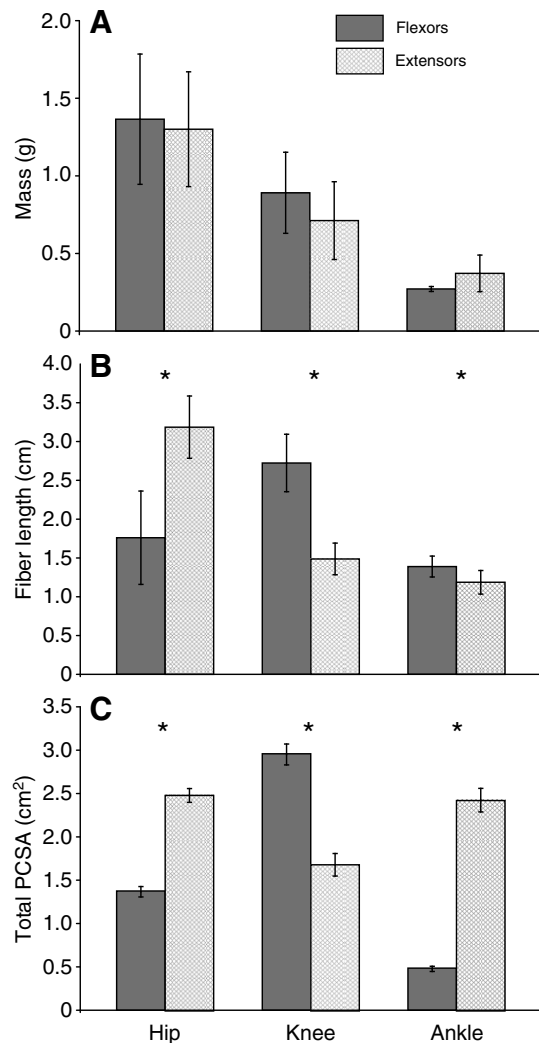 A
2.0
1.5
1.0
0.5
0
Mass (g)
Flexors
Extensors
B
4.0
3.5
3.0
2.5
2.0
1.5
1.0
0.5
0
Fiber length (cm)
* * *
C
3.5
3.0
2.5
2.0
1.5
1.0
0.5
0
Total PCSA (cm²)
* * *
Hip Knee Ankle